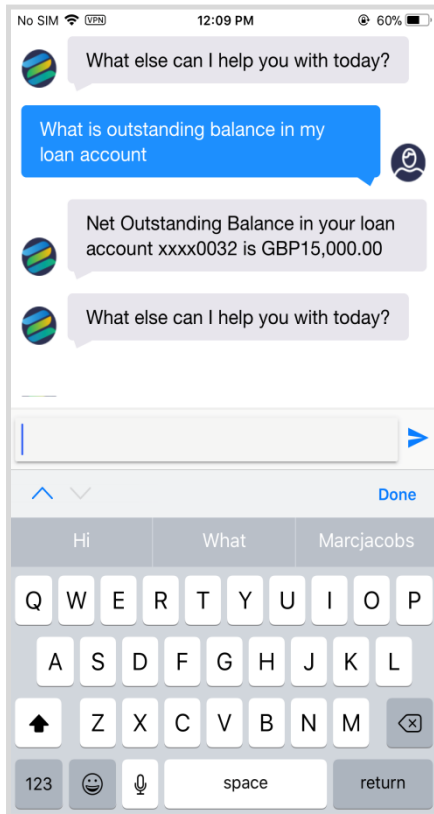 No SIM VPN 12:09 PM 60%
What else can I help you with today?
What is outstanding balance in my
loan account
Net Outstanding Balance in your loan
account xxxx0032 is GBP15,000.00
What else can I help you with today?
Done
Hi What Marcjacobs
Q W E R T Y U I O P
A S D F G H J K L
Z X C V B N M
123 space return